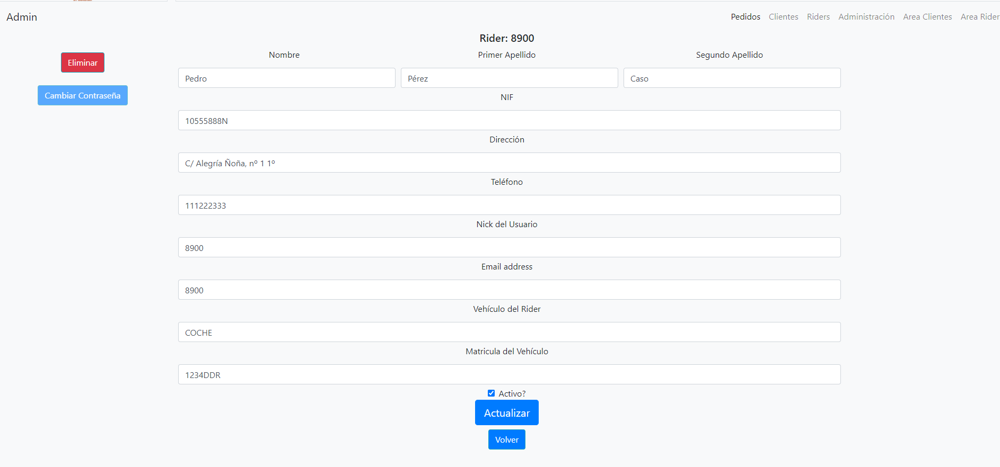 Admin
Pedidos Clientes Riders Administración Area Clientes Area Rider
Rider: 8900
Eliminar
Cambiar Contraseña
Nombre Primer Apellido Segundo Apellido
Pedro Pérez Caso
NIF
10555888N
Dirección
C/ Alegría Ñoña, nº 1 1º
Teléfono
111222333
Nick del Usuario
8900
Email address
8900
Vehículo del Rider
COCHE
Matricula del Vehículo
1234DDR
Activo?
Actualizar
Volver